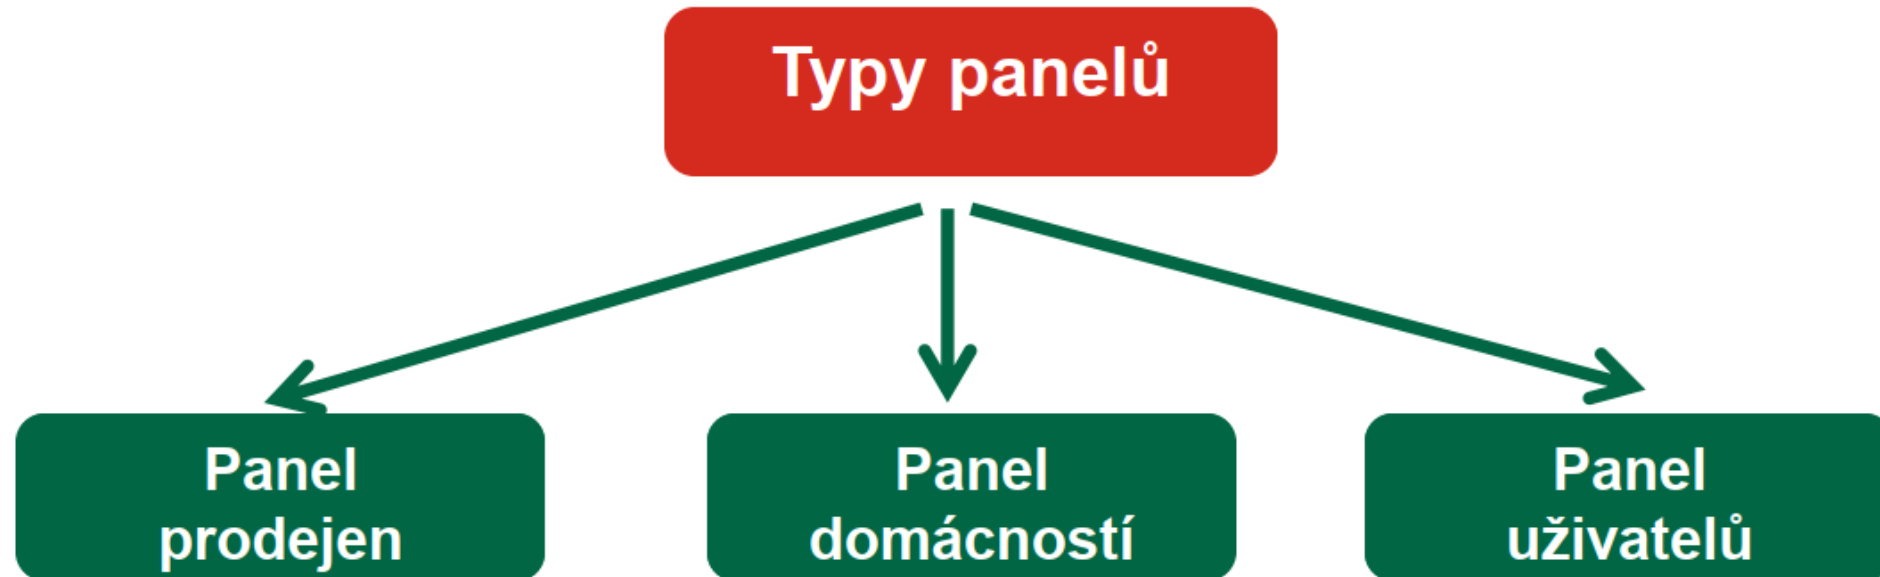 Typy panelů
Panel
prodejen
Panel
domácností
Panel
uživatelů